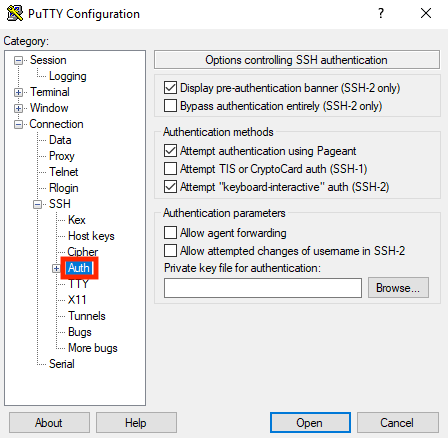 PuTTY Configuration
Category:
Session
Logging
Terminal
Window
Connection
Data
Proxy
Telnet
Rlogin
SSH
Kex
Host keys
Cipher
Auth
TTY
X11
Tunnels
Bugs
More bugs
Serial
Options controlling SSH authentication
Display pre-authentication banner (SSH-2 only)
Bypass authentication entirely (SSH-2 only)
Authentication methods
Attempt authentication using Pageant
Attempt TIS or CryptoCard auth (SSH-1)
Attempt "keyboard-interactive" auth (SSH-2)
Authentication parameters
Allow agent forwarding
Allow attempted changes of username in SSH-2
Private key file for authentication:
Browse...
About
Help
Open
Cancel